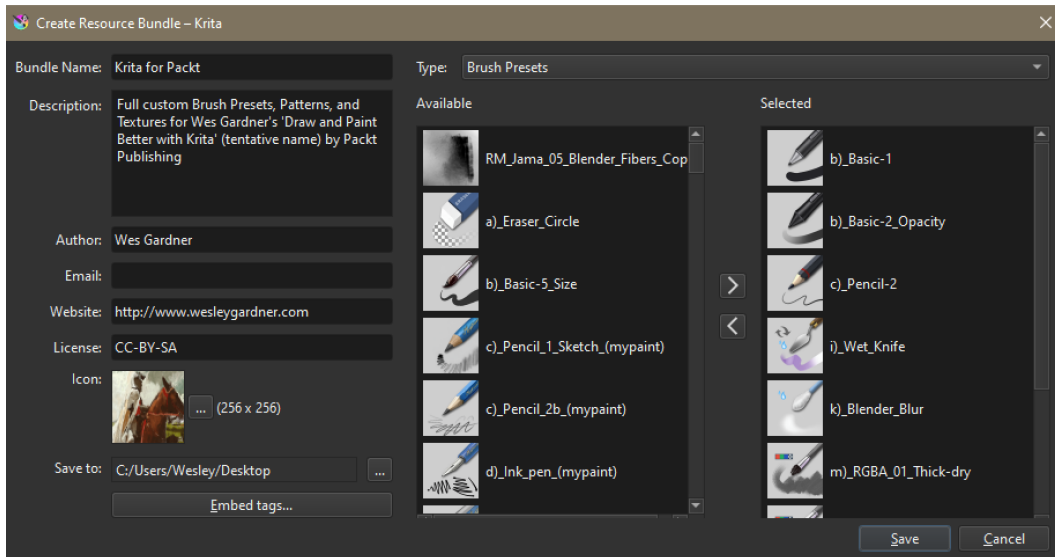 Create Resource Bundle – Krita
Bundle Name: Krita for Packt
Description: Full custom Brush Presets, Patterns, and
Textures for Wes Gardner's 'Draw and Paint
Better with Krita' (tentative name) by Packt
Publishing
Author: Wes Gardner
Email:
Website: http://www.wesleygardner.com
License: CC-BY-SA
Icon:
... (256 x 256)
Save to: C:/Users/Wesley/Desktop ...
Embed tags...
Type: Brush Presets
Available
RM_Jama_05_Blender_Fibers_Cop
a)_Eraser_Circle
b)_Basic-5_Size
c)_Pencil_1_Sketch_(mypaint)
c)_Pencil_2b_(mypaint)
d)_Ink_pen_(mypaint)
Selected
b)_Basic-1
b)_Basic-2_Opacity
c)_Pencil-2
i)_Wet_Knife
k)_Blender_Blur
m)_RGBA_01_Thick-dry
Save
Cancel